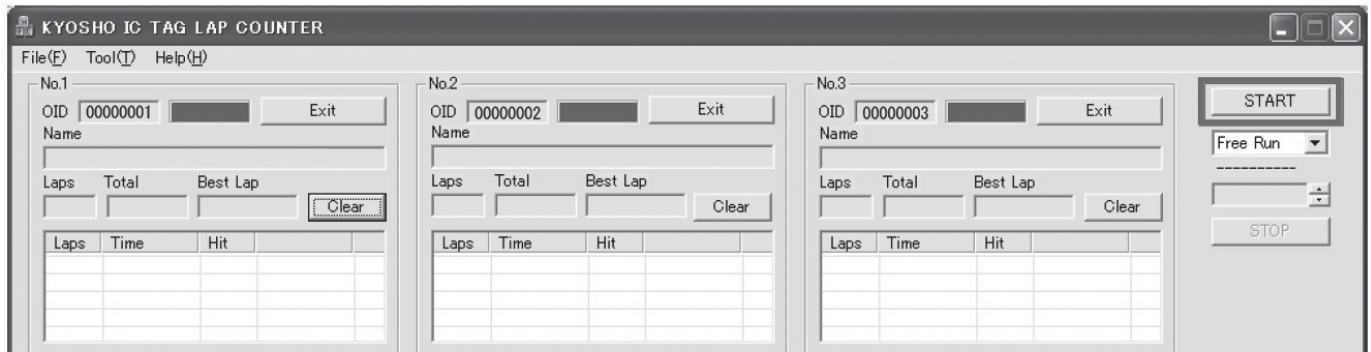 KYOSHO IC TAG LAP COUNTER
File(F) Tool(T) Help(H)
No.1
OID 00000001 Exit
Name
Laps Total Best Lap
Clear
Laps Time Hit
No.2
OID 00000002 Exit
Name
Laps Total Best Lap
Clear
Laps Time Hit
No.3
OID 00000003 Exit
Name
Laps Total Best Lap
Clear
Laps Time Hit
START
Free Run
----------
STOP